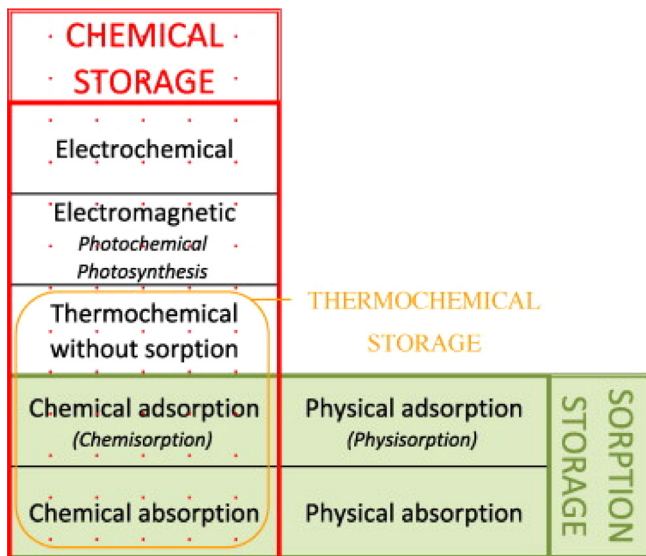 CHEMICAL
STORAGE
Electrochemical
Electromagnetic
Photochemical
Photosynthesis
Thermochemical
without sorption
THERMOCHEMICAL
STORAGE
Chemical adsorption
(Chemisorption)
Physical adsorption
(Physisorption)
Chemical absorption
Physical absorption
SORPTION
STORAGE